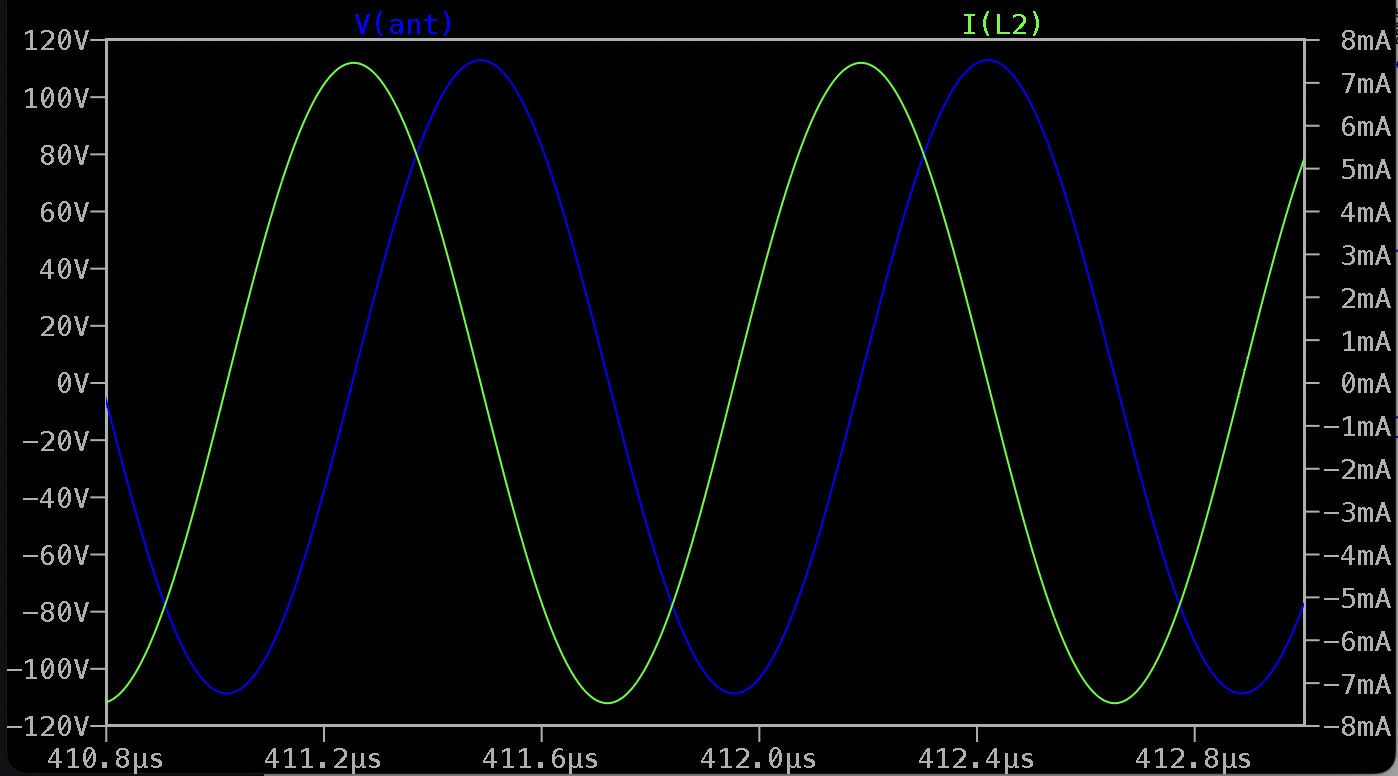 V(ant) I(L2)
120V 8mA
7mA
100V
6mA
80V
5mA
60V 4mA
40V 3mA
2mA
20V
1mA
0V 0mA
−1mA
−20V
−2mA
−40V
−3mA
−60V −4mA
−80V −5mA
−6mA
−100V
−7mA
−120V −8mA
410.8µs 411.2µs 411.6µs 412.0µs 412.4µs 412.8µs